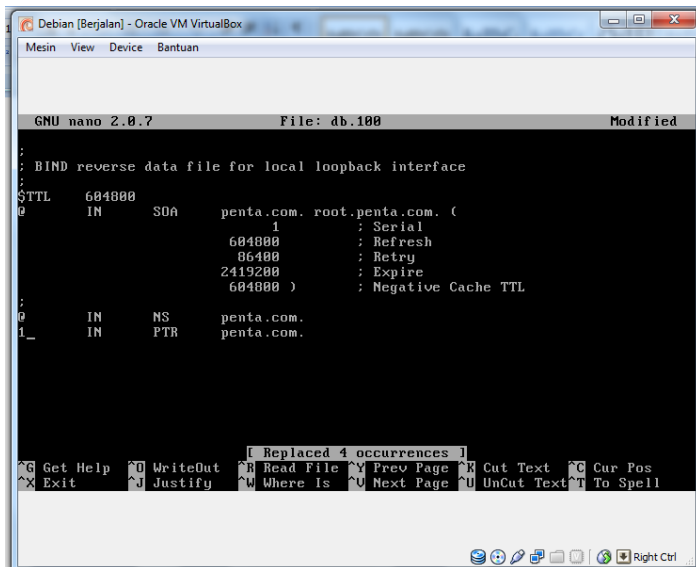 Debian [Berjalan] - Oracle VM VirtualBox
Mesin View Device Bantuan
GNU nano 2.0.7 File: db.100 Modified
;
; BIND reverse data file for local loopback interface
;
$TTL 604800
@ IN SOA penta.com. root.penta.com. (
1 ; Serial
604800 ; Refresh
86400 ; Retry
2419200 ; Expire
604800 ) ; Negative Cache TTL
;
@ IN NS penta.com.
1_ IN PTR penta.com.
[ Replaced 4 occurrences ]
^G Get Help ^O WriteOut ^R Read File ^Y Prev Page ^K Cut Text ^C Cur Pos
^X Exit ^J Justify ^W Where Is ^V Next Page ^U UnCut Text ^T To Spell
Right Ctrl